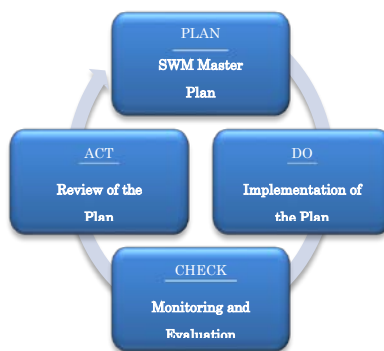 PLAN
SWM Master
Plan
ACT
Review of the
Plan
DO
Implementation of
the Plan
CHECK
Monitoring and
Evaluation